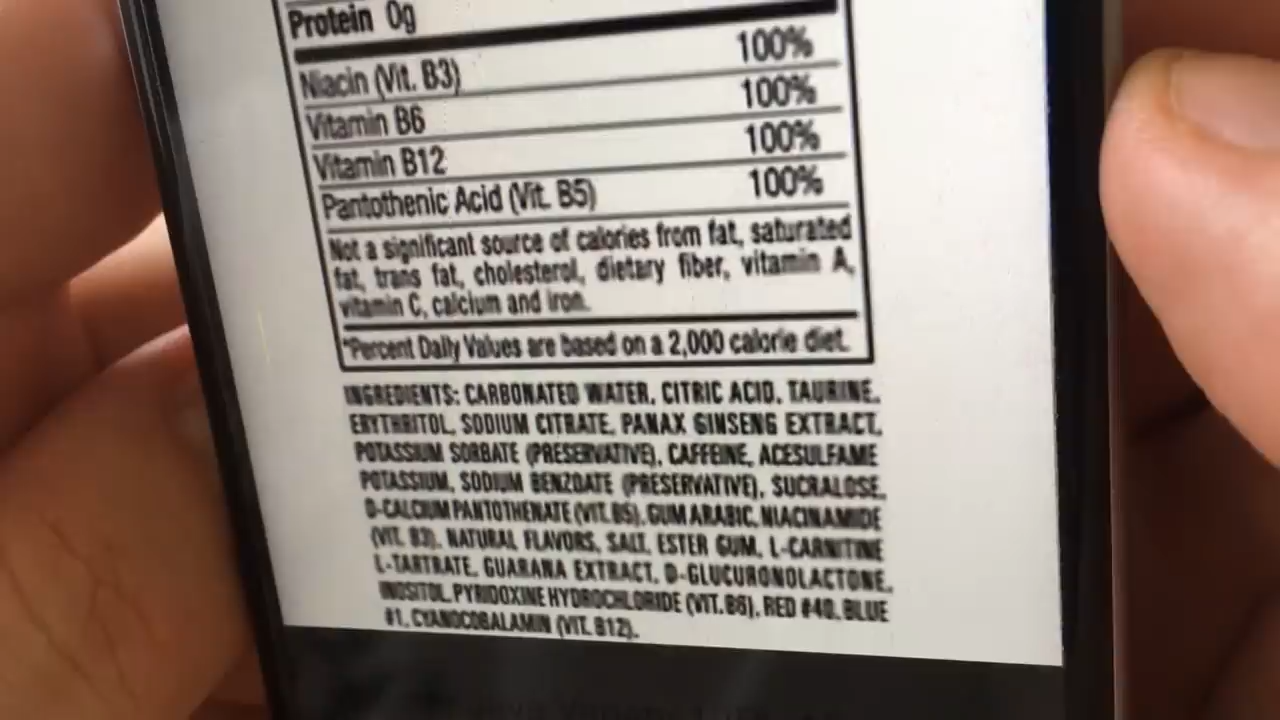 Protein 0g
Niacin (Vit. B3) 100%
Vitamin B6 100%
Vitamin B12 100%
Pantothenic Acid (Vit. B5) 100%
Not a significant source of calories from fat, saturated
fat, trans fat, cholesterol, dietary fiber, vitamin A,
vitamin C, calcium and iron.
*Percent Daily Values are based on a 2,000 calorie diet.
INGREDIENTS: CARBONATED WATER, CITRIC ACID, TAURINE,
ERYTHRITOL, SODIUM CITRATE, PANAX GINSENG EXTRACT,
POTASSIUM SORBATE (PRESERVATIVE), CAFFEINE, ACESULFAME
POTASSIUM, SODIUM BENZOATE (PRESERVATIVE), SUCRALOSE,
D-CALCIUM PANTOTHENATE (VIT. B5), GUM ARABIC, NIACINAMIDE
(VIT. B3), NATURAL FLAVORS, SALT, ESTER GUM, L-CARNITINE
L-TARTRATE, GUARANA EXTRACT, D-GLUCURONOLACTONE,
INOSITOL, PYRIDOXINE HYDROCHLORIDE (VIT. B6), RED #40, BLUE
#1, CYANOCOBALAMIN (VIT. B12).